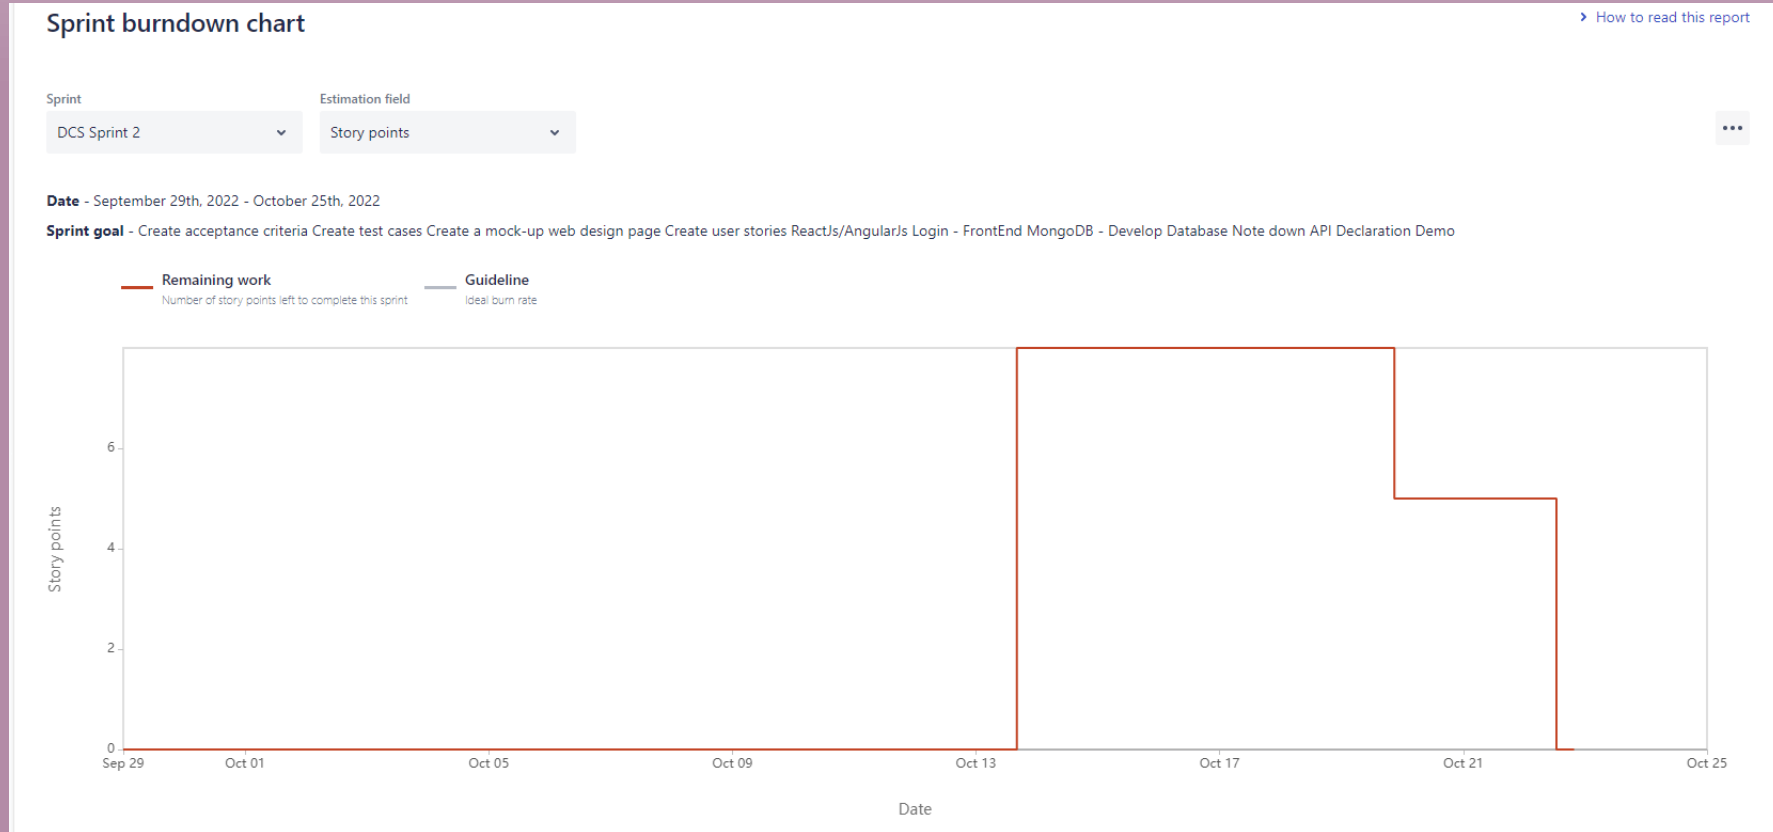 Sprint burndown chart
How to read this report
Sprint
Estimation field
DCS Sprint 2
Story points
Date - September 29th, 2022 - October 25th, 2022
Sprint goal - Create acceptance criteria Create test cases Create a mock-up web design page Create user stories ReactJs/AngularJs Login - FrontEnd MongoDB - Develop Database Note down API Declaration Demo
Remaining work
Number of story points left to complete this sprint
Guideline
Ideal burn rate
6
4
2
0
Story points
Sep 29
Oct 01
Oct 05
Oct 09
Oct 13
Oct 17
Oct 21
Oct 25
Date